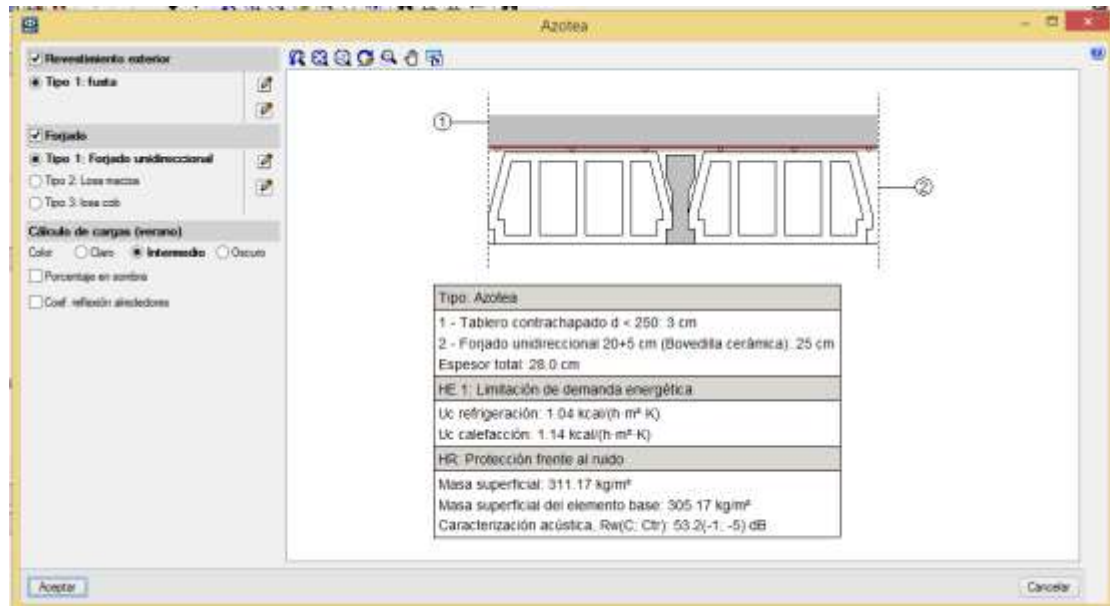 Azotea
Revestimiento exterior
Tipo 1: fusta
Forjado
Tipo 1: Forjado unidireccional
Tipo 2: Losa maciza
Tipo 3: losa cob
Cálculo de cargas (verano)
Color Claro Intermedio Oscuro
Porcentaje en sombra
Coef. reflexión alrededores
1
2
Tipo: Azotea
1 - Tablero contrachapado d < 250: 3 cm
2 - Forjado unidireccional 20+5 cm (Bovedilla cerámica): 25 cm
Espesor total: 28.0 cm
HE 1: Limitación de demanda energética
Uc refrigeración: 1.04 kcal/(h·m²·K)
Uc calefacción: 1.14 kcal/(h·m²·K)
HR: Protección frente al ruido
Masa superficial: 311.17 kg/m²
Masa superficial del elemento base: 305.17 kg/m²
Caracterización acústica, Rw(C; Ctr): 53.2(-1; -5) dB
Aceptar
Cancelar